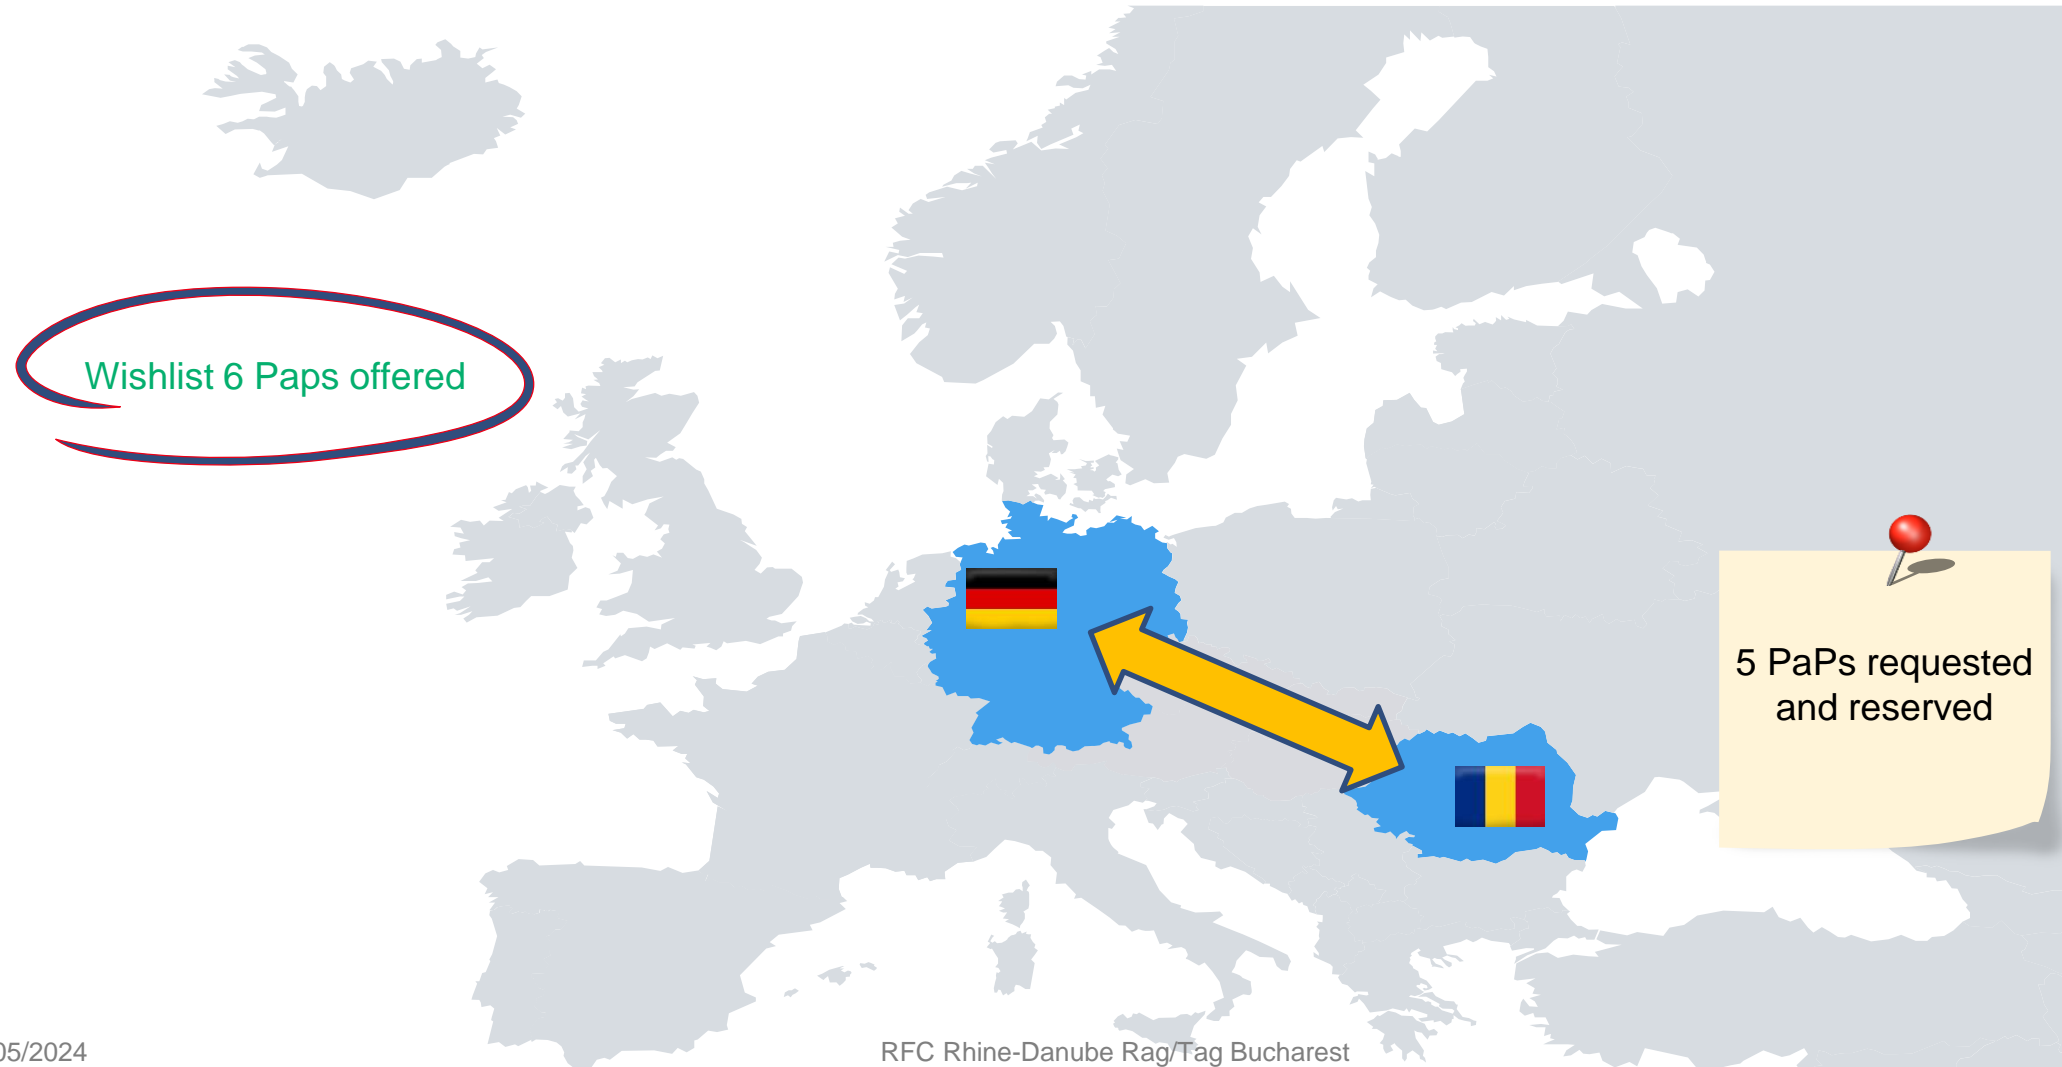 Wishlist 6 Paps offered
5 PaPs requested
and reserved
05/2024
RFC Rhine-Danube Rag/Tag Bucharest